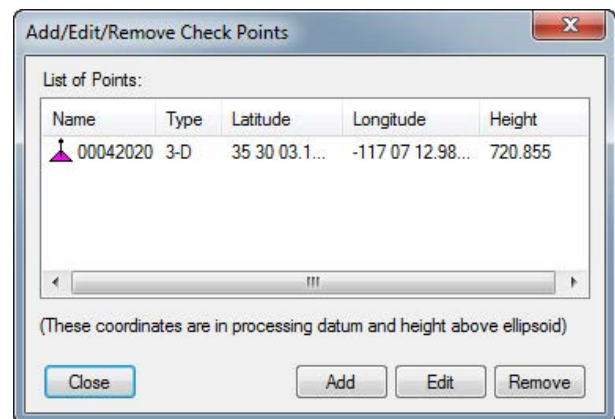 Add/Edit/Remove Check Points
List of Points:
Name Type Latitude Longitude Height
00042020 3-D 35 30 03.1... -117 07 12.98... 720.855
(These coordinates are in processing datum and height above ellipsoid)
Close Add Edit Remove